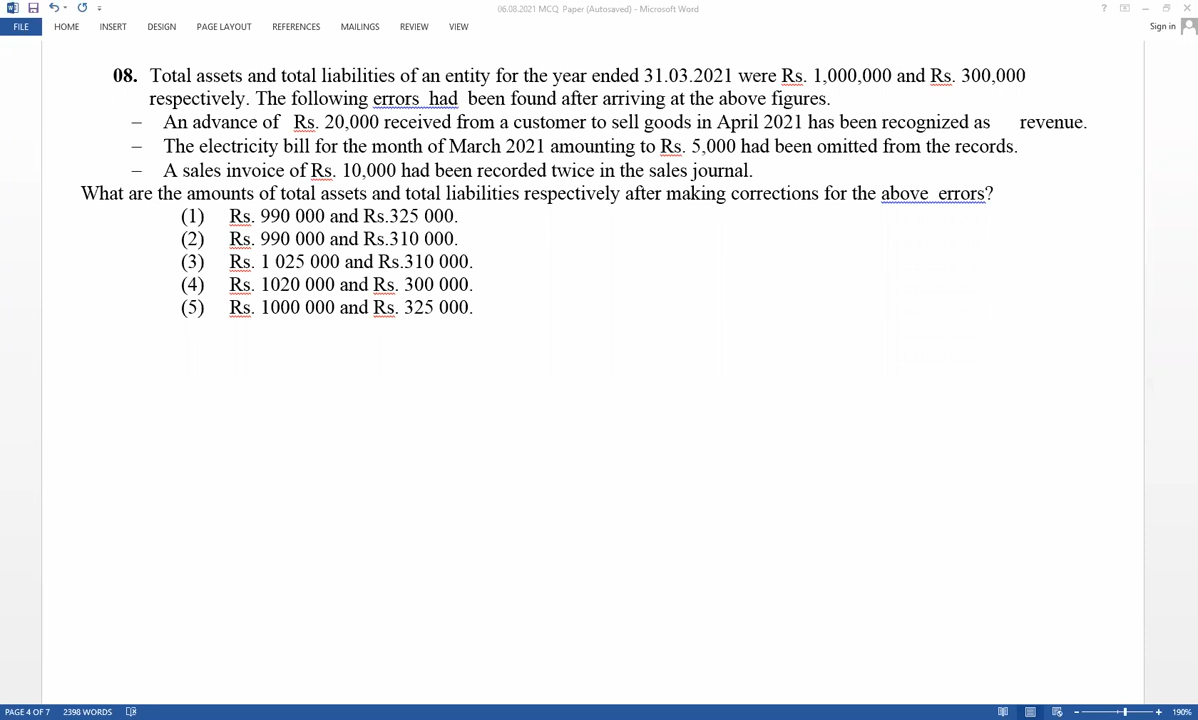 06.08.2021 MCQ Paper (Autosaved) - Microsoft Word
FILE HOME INSERT DESIGN PAGE LAYOUT REFERENCES MAILINGS REVIEW VIEW Sign in
08. Total assets and total liabilities of an entity for the year ended 31.03.2021 were Rs. 1,000,000 and Rs. 300,000
respectively. The following errors had been found after arriving at the above figures.
– An advance of Rs. 20,000 received from a customer to sell goods in April 2021 has been recognized as revenue.
– The electricity bill for the month of March 2021 amounting to Rs. 5,000 had been omitted from the records.
– A sales invoice of Rs. 10,000 had been recorded twice in the sales journal.
What are the amounts of total assets and total liabilities respectively after making corrections for the above errors?
(1) Rs. 990 000 and Rs.325 000.
(2) Rs. 990 000 and Rs.310 000.
(3) Rs. 1 025 000 and Rs.310 000.
(4) Rs. 1020 000 and Rs. 300 000.
(5) Rs. 1000 000 and Rs. 325 000.
PAGE 4 OF 7 2398 WORDS 190%